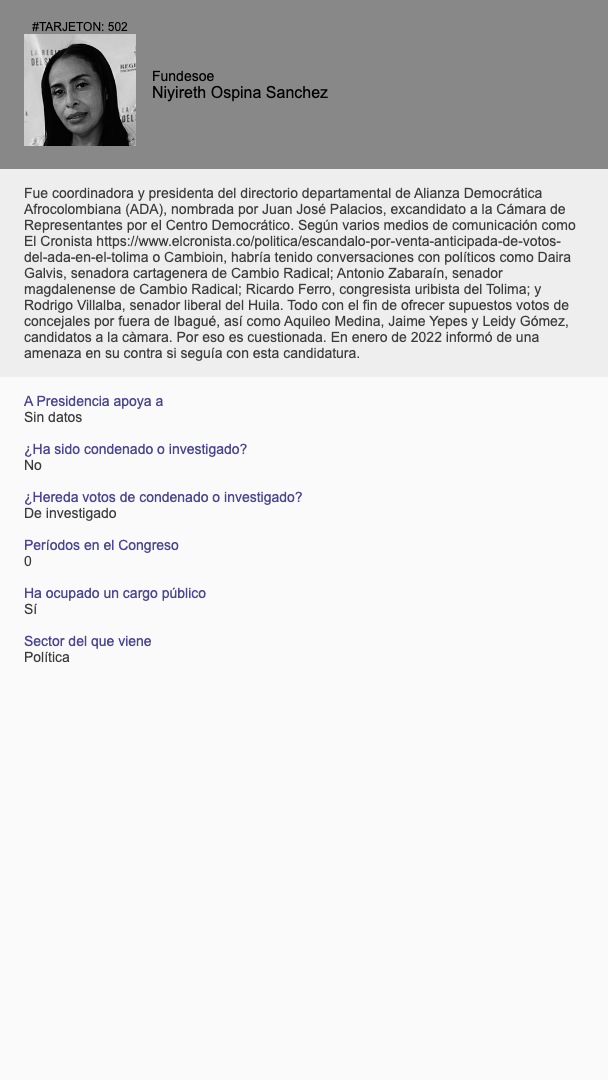 #TARJETON: 502
Fundesoe
Niyireth Ospina Sanchez
Fue coordinadora y presidenta del directorio departamental de Alianza Democrática
Afrocolombiana (ADA), nombrada por Juan José Palacios, excandidato a la Cámara de
Representantes por el Centro Democrático. Según varios medios de comunicación como
El Cronista https://www.elcronista.co/politica/escandalo-por-venta-anticipada-de-votos-
del-ada-en-el-tolima o Cambioin, habría tenido conversaciones con políticos como Daira
Galvis, senadora cartagenera de Cambio Radical; Antonio Zabaraín, senador
magdalenense de Cambio Radical; Ricardo Ferro, congresista uribista del Tolima; y
Rodrigo Villalba, senador liberal del Huila. Todo con el fin de ofrecer supuestos votos de
concejales por fuera de Ibagué, así como Aquileo Medina, Jaime Yepes y Leidy Gómez,
candidatos a la càmara. Por eso es cuestionada. En enero de 2022 informó de una
amenaza en su contra si seguía con esta candidatura.
A Presidencia apoya a
Sin datos
¿Ha sido condenado o investigado?
No
¿Hereda votos de condenado o investigado?
De investigado
Períodos en el Congreso
0
Ha ocupado un cargo público
Sí
Sector del que viene
Política